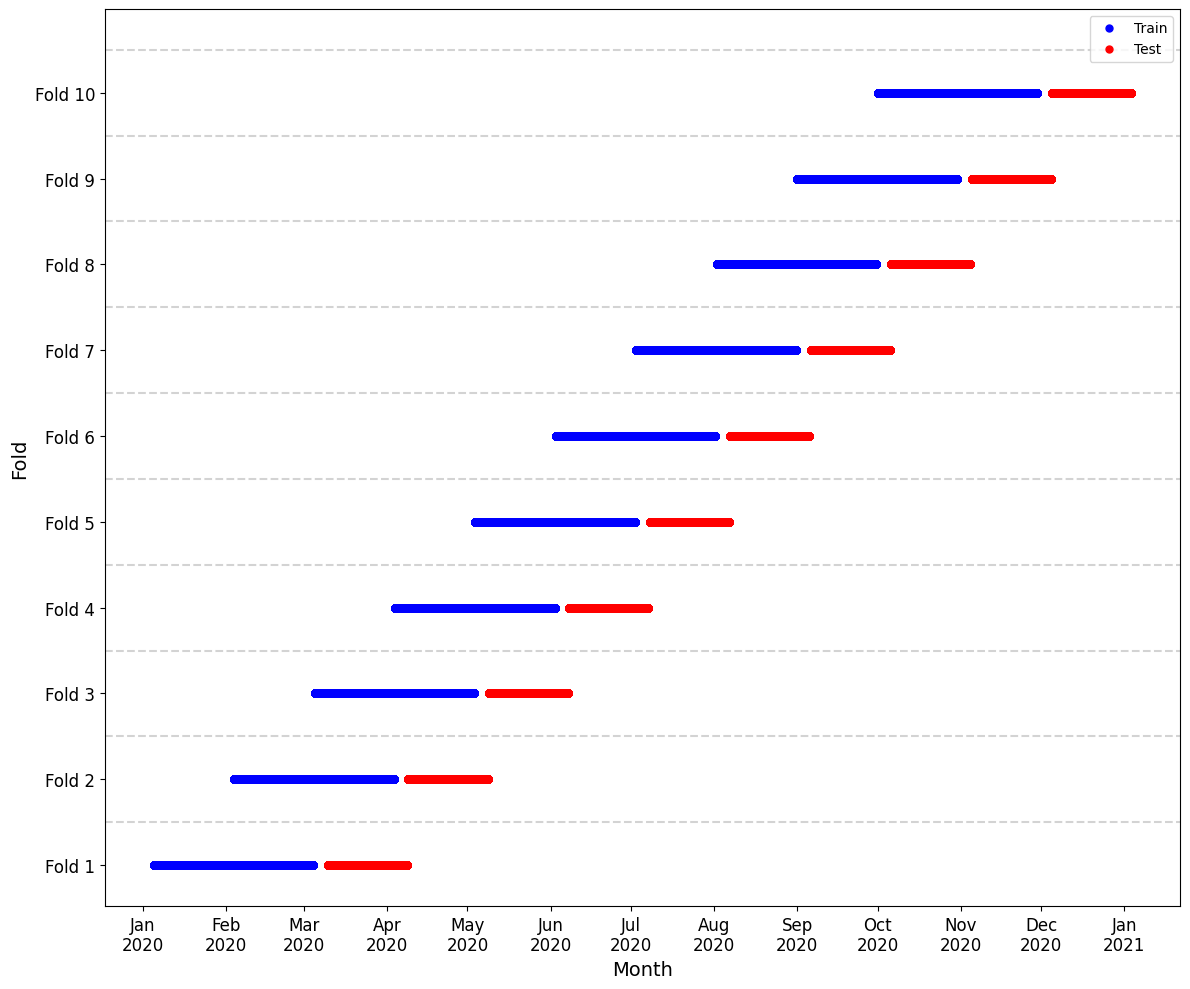 Train
Test
Fold 10
Fold 9
Fold 8
Fold 7
Fold 6
Fold 5
Fold 4
Fold 3
Fold 2
Fold 1
Fold
Jan Feb Mar Apr May Jun Jul Aug Sep Oct Nov Dec Jan
2020 2020 2020 2020 2020 2020 2020 2020 2020 2020 2020 2020 2021
Month